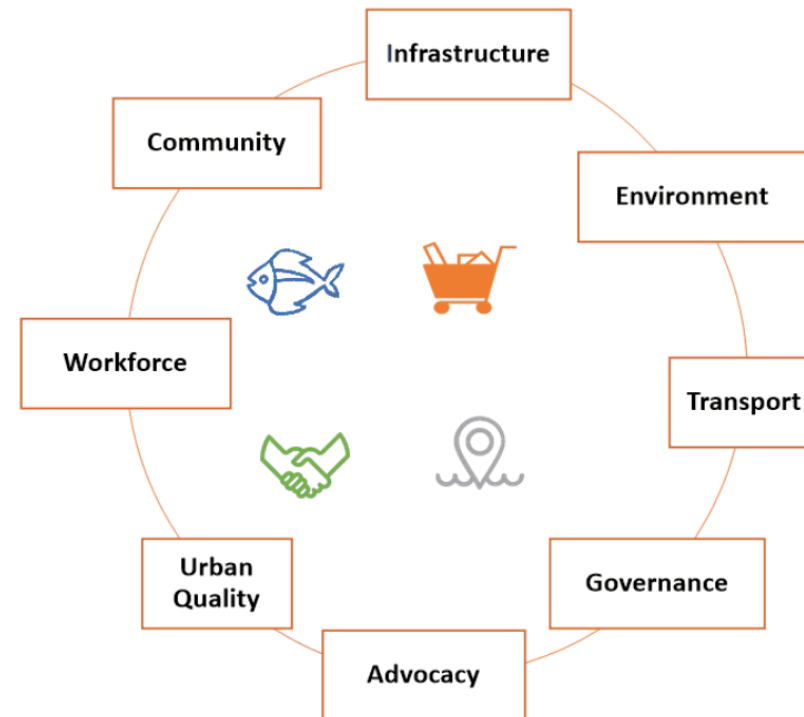 Infrastructure
Community
Environment
Workforce
Transport
Urban
Quality
Governance
Advocacy